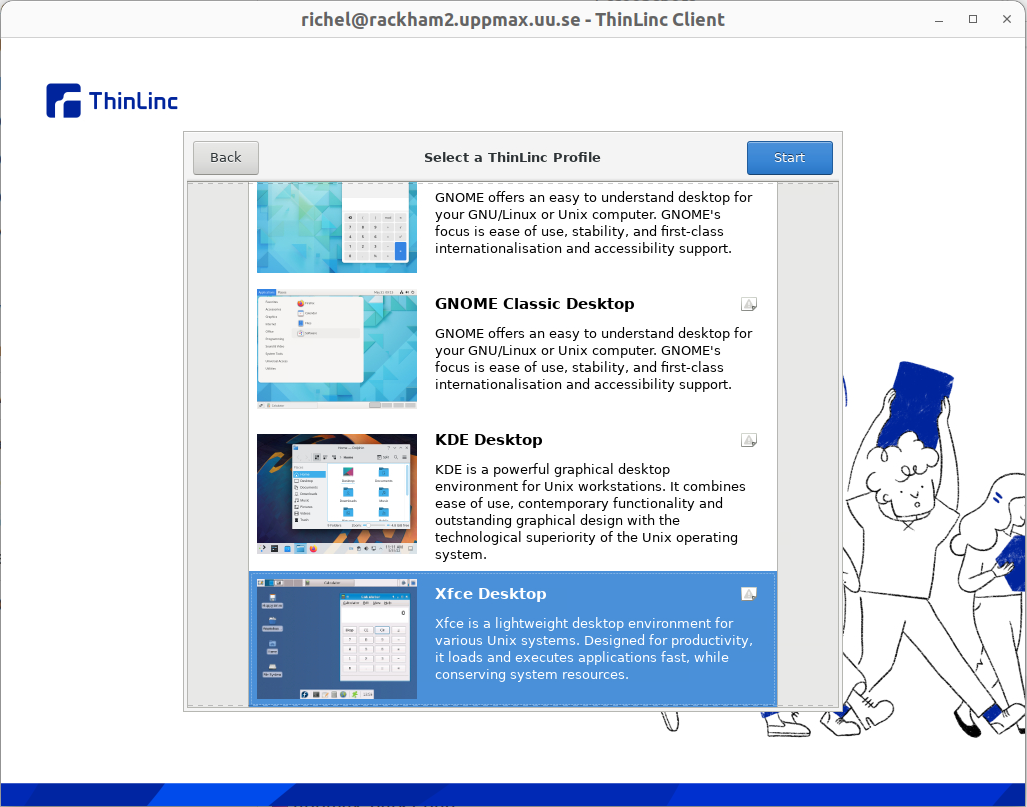 richel@rackham2.uppmax.uu.se - ThinLinc Client
ThinLinc
Back
Select a ThinLinc Profile
Start
GNOME offers an easy to understand desktop for
your GNU/Linux or Unix computer. GNOME's
focus is ease of use, stability, and first-class
internationalisation and accessibility support.
GNOME Classic Desktop
GNOME offers an easy to understand desktop for
your GNU/Linux or Unix computer. GNOME's
focus is ease of use, stability, and first-class
internationalisation and accessibility support.
KDE Desktop
KDE is a powerful graphical desktop
environment for Unix workstations. It combines
ease of use, contemporary functionality and
outstanding graphical design with the
technological superiority of the Unix operating
system.
Xfce Desktop
Xfce is a lightweight desktop environment for
various Unix systems. Designed for productivity,
it loads and executes applications fast, while
conserving system resources.